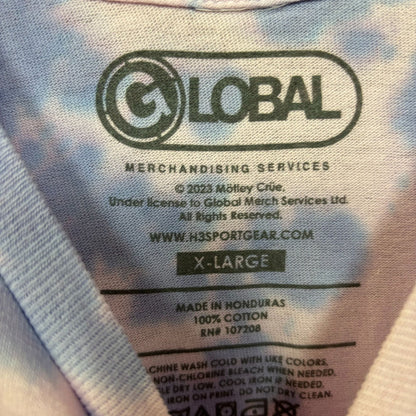 GLOBAL
MERCHANDISING SERVICES
© 2023 Mötley Crüe.
Under license to Global Merch Services Ltd.
All Rights Reserved.
WWW.H3SPORTGEAR.COM
X-LARGE
MADE IN HONDURAS
100% COTTON
RN# 107208
CHINE WASH COLD WITH LIKE COLORS,
NON-CHLORINE BLEACH WHEN NEEDED.
LE DRY LOW. COOL IRON IF NEEDED.
IRON ON PRINT. DO NOT DRY CLEAN.